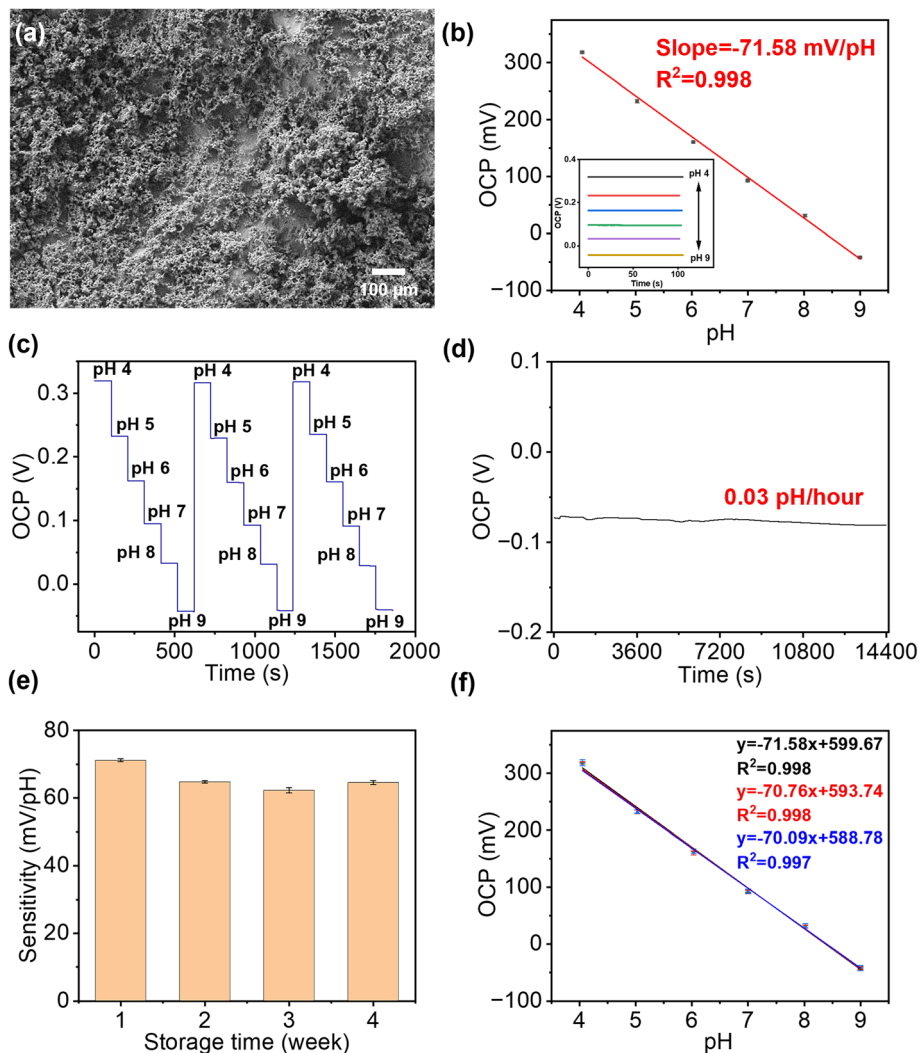 (a)
100 μm
(b)
Slope=-71.58 mV/pH
R²=0.998
OCP (mV)
300
200
100
0
−100
4 5 6 7 8 9
pH
OCP (V)
0.4
0.2
0.0
pH 4
pH 9
0 50 100
Time (s)
(c)
OCP (V)
0.3
0.2
0.1
0.0
pH 4 pH 4 pH 4
pH 5 pH 5 pH 5
pH 6 pH 6 pH 6
pH 7 pH 7 pH 7
pH 8 pH 8 pH 8
pH 9 pH 9 pH 9
0 500 1000 1500 2000
Time (s)
(d)
OCP (V)
0.1
0.0
−0.1
−0.2
0.03 pH/hour
0 3600 7200 10800 14400
Time (s)
(e)
Sensitivity (mV/pH)
80
60
40
20
0
1 2 3 4
Storage time (week)
(f)
OCP (mV)
300
200
100
0
−100
y=-71.58x+599.67
R²=0.998
y=-70.76x+593.74
R²=0.998
y=-70.09x+588.78
R²=0.997
4 5 6 7 8 9
pH